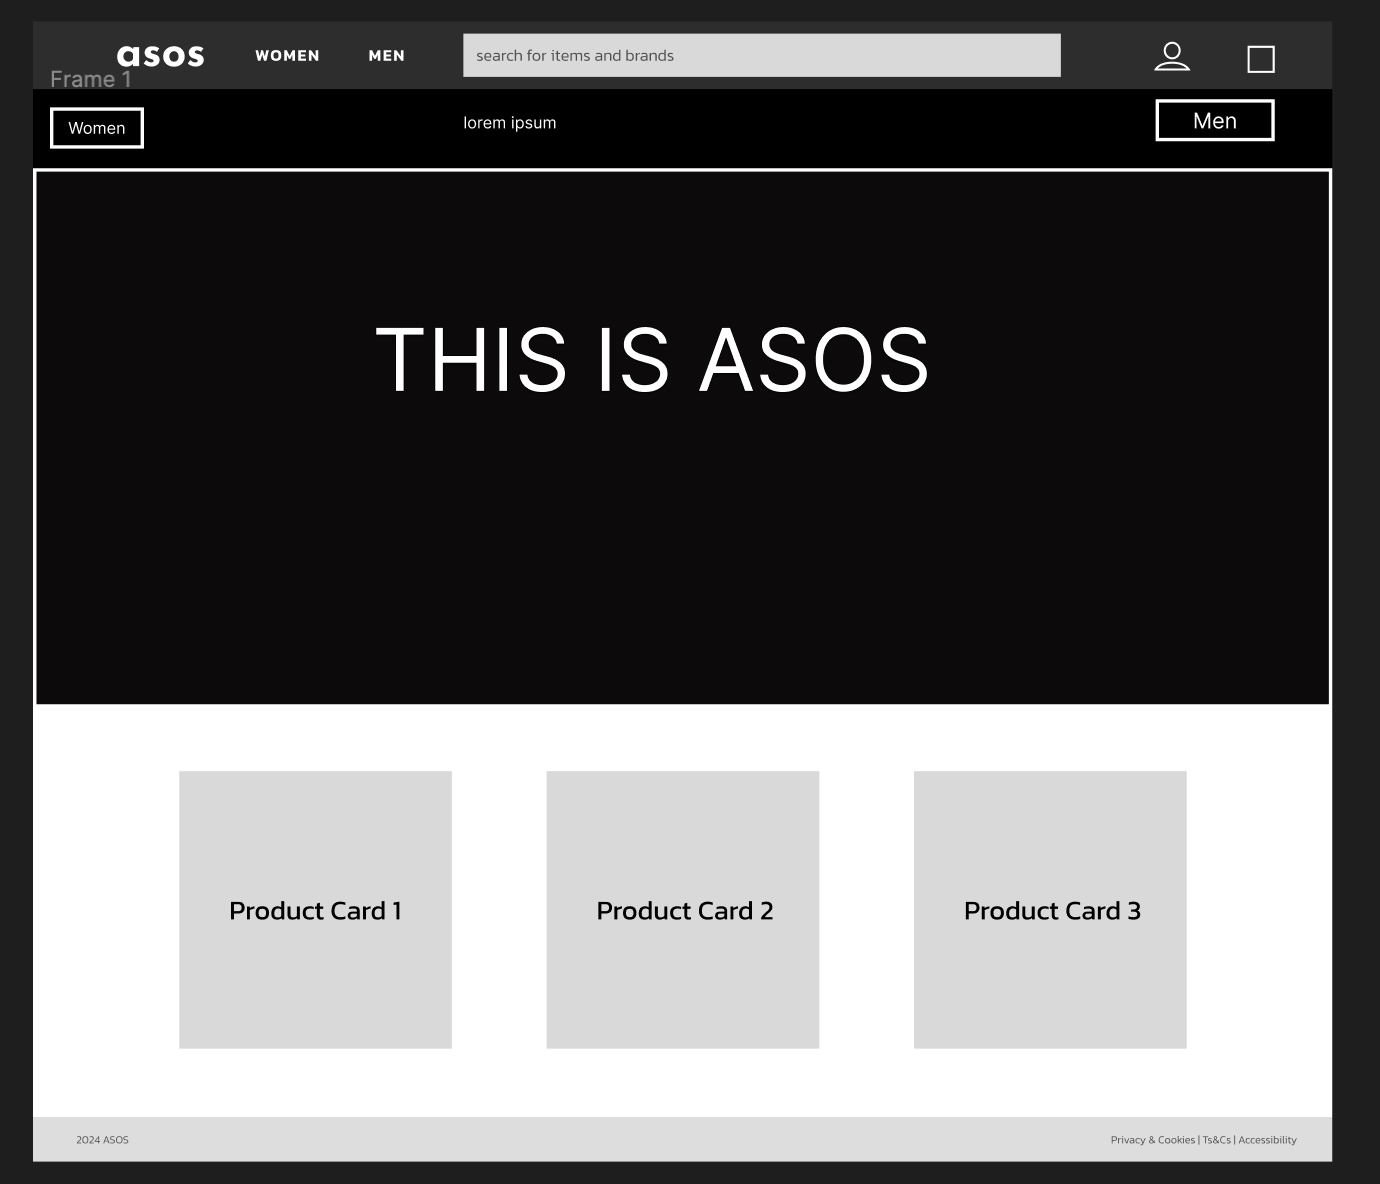 asos
WOMEN
MEN
search for items and brands
Frame 1
Women
lorem ipsum
Men
THIS IS ASOS
Product Card 1
Product Card 2
Product Card 3
2024 ASOS
Privacy & Cookies | Ts&Cs | Accessibility